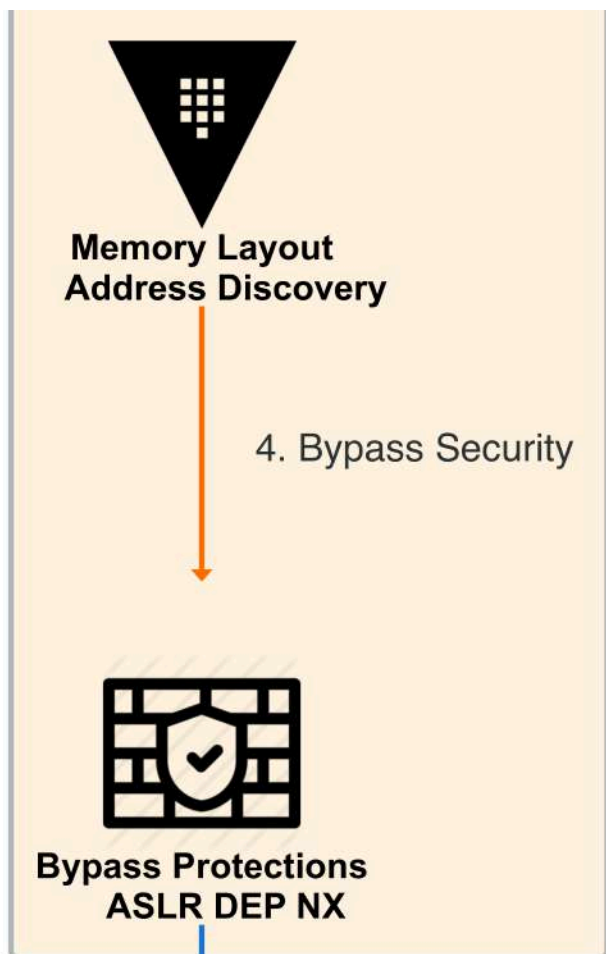 Memory Layout
Address Discovery
4. Bypass Security
Bypass Protections
ASLR DEP NX